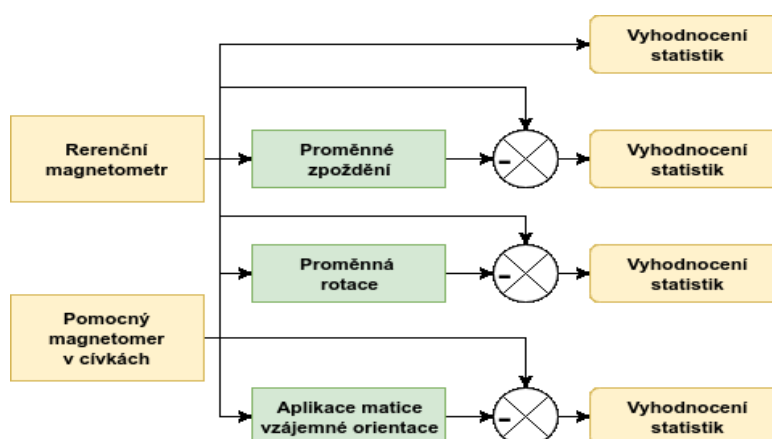 Vyhodnocení
statistik
Rerenční
magnetometr
Proměnné
zpoždění
-
Vyhodnocení
statistik
Proměnná
rotace
-
Vyhodnocení
statistik
Pomocný
magnetomer
v cívkách
Aplikace matice
vzájemné orientace
-
Vyhodnocení
statistik